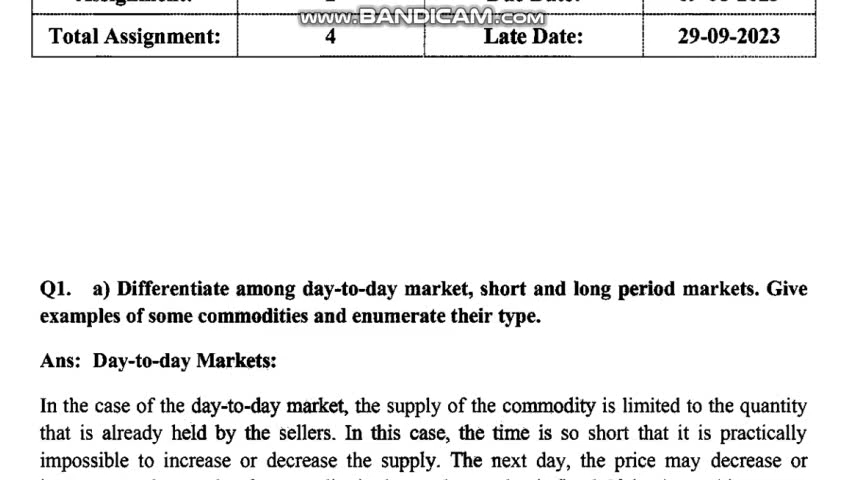 www.BANDICAM.com
Total Assignment: 4 Late Date: 29-09-2023
Q1. a) Differentiate among day-to-day market, short and long period markets. Give
examples of some commodities and enumerate their type.
Ans: Day-to-day Markets:
In the case of the day-to-day market, the supply of the commodity is limited to the quantity
that is already held by the sellers. In this case, the time is so short that it is practically
impossible to increase or decrease the supply. The next day, the price may decrease or